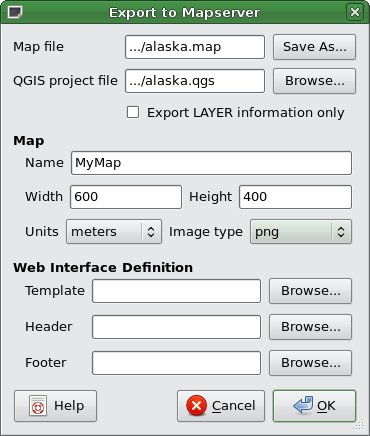 Export to Mapserver
Map file .../alaska.map Save As...
QGIS project file .../alaska.qgs Browse...
Export LAYER information only
Map
Name MyMap
Width 600 Height 400
Units meters Image type png
Web Interface Definition
Template Browse...
Header Browse...
Footer Browse...
Help Cancel OK